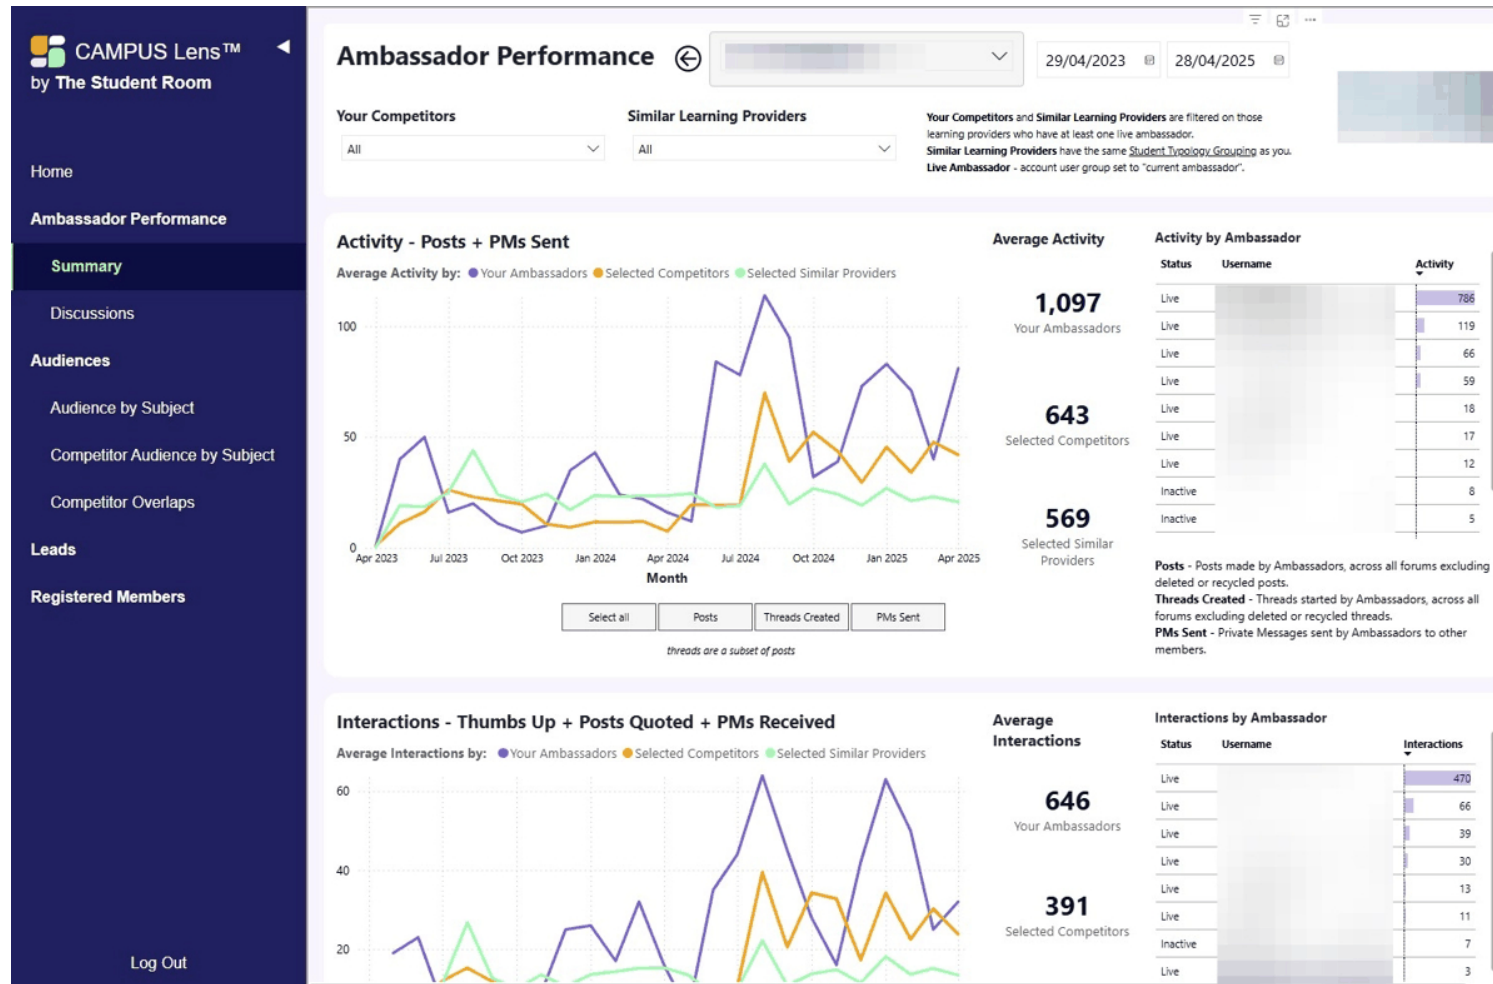 CAMPUS Lens™
by The Student Room
Home
Ambassador Performance
Summary
Discussions
Audiences
Audience by Subject
Competitor Audience by Subject
Competitor Overlaps
Leads
Registered Members
Log Out
Ambassador Performance
29/04/2023
28/04/2025
Your Competitors
All
Similar Learning Providers
All
Your Competitors and Similar Learning Providers are filtered on those
learning providers who have at least one live ambassador.
Similar Learning Providers have the same Student Typology Grouping as you.
Live Ambassador - account user group set to "current ambassador".
Activity - Posts + PMs Sent
Average Activity by: Your Ambassadors Selected Competitors Selected Similar Providers
100
50
0
Apr 2023 Jul 2023 Oct 2023 Jan 2024 Apr 2024 Jul 2024 Oct 2024 Jan 2025 Apr 2025
Month
Select all Posts Threads Created PMs Sent
threads are a subset of posts
Average Activity
1,097
Your Ambassadors
643
Selected Competitors
569
Selected Similar
Providers
Activity by Ambassador
Status Username Activity
Live 786
Live 119
Live 66
Live 59
Live 18
Live 17
Live 12
Inactive 8
Inactive 5
Posts - Posts made by Ambassadors, across all forums excluding
deleted or recycled posts.
Threads Created - Threads started by Ambassadors, across all
forums excluding deleted or recycled threads.
PMs Sent - Private Messages sent by Ambassadors to other
members.
Interactions - Thumbs Up + Posts Quoted + PMs Received
Average Interactions by: Your Ambassadors Selected Competitors Selected Similar Providers
60
40
20
Average
Interactions
646
Your Ambassadors
391
Selected Competitors
Interactions by Ambassador
Status Username Interactions
Live 470
Live 66
Live 39
Live 30
Live 13
Live 11
Inactive 7
Live 3